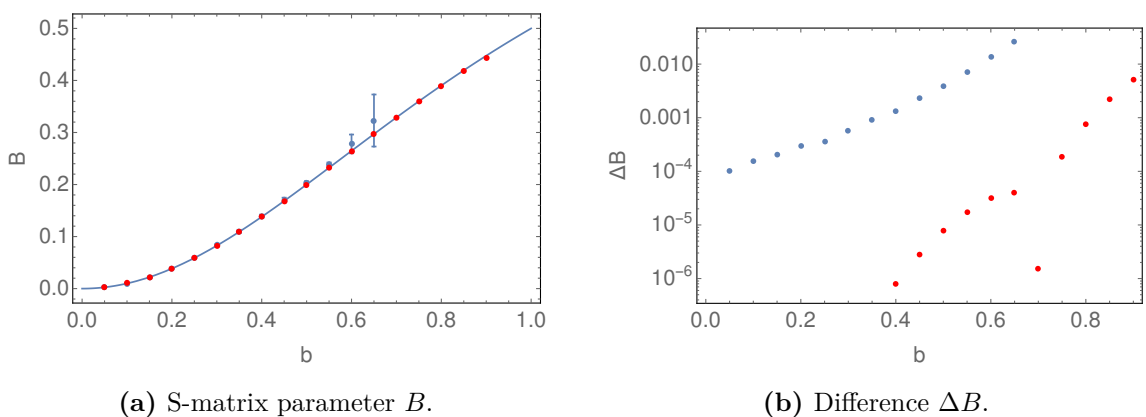 0.5
0.4
0.3
0.2
0.1
0.0
B
0.0 0.2 0.4 0.6 0.8 1.0
b
0.010
0.001
10^-4
10^-5
10^-6
ΔB
0.0 0.2 0.4 0.6 0.8
b
(a) S-matrix parameter B.
(b) Difference ΔB.